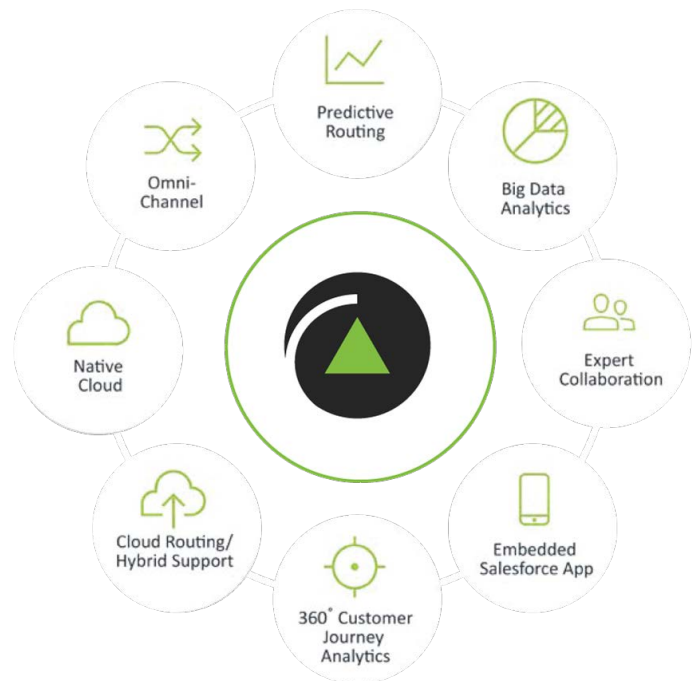 Predictive
Routing
Big Data
Analytics
Expert
Collaboration
Embedded
Salesforce App
360° Customer
Journey
Analytics
Cloud Routing/
Hybrid Support
Native
Cloud
Omni-
Channel